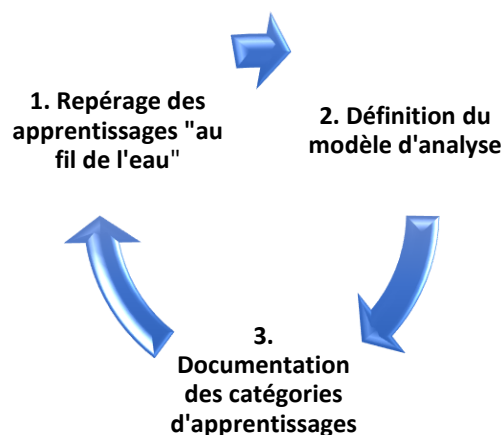 1. Repérage des
apprentissages "au
fil de l'eau"
2. Définition du
modèle d'analyse
3.
Documentation
des catégories
d'apprentissages